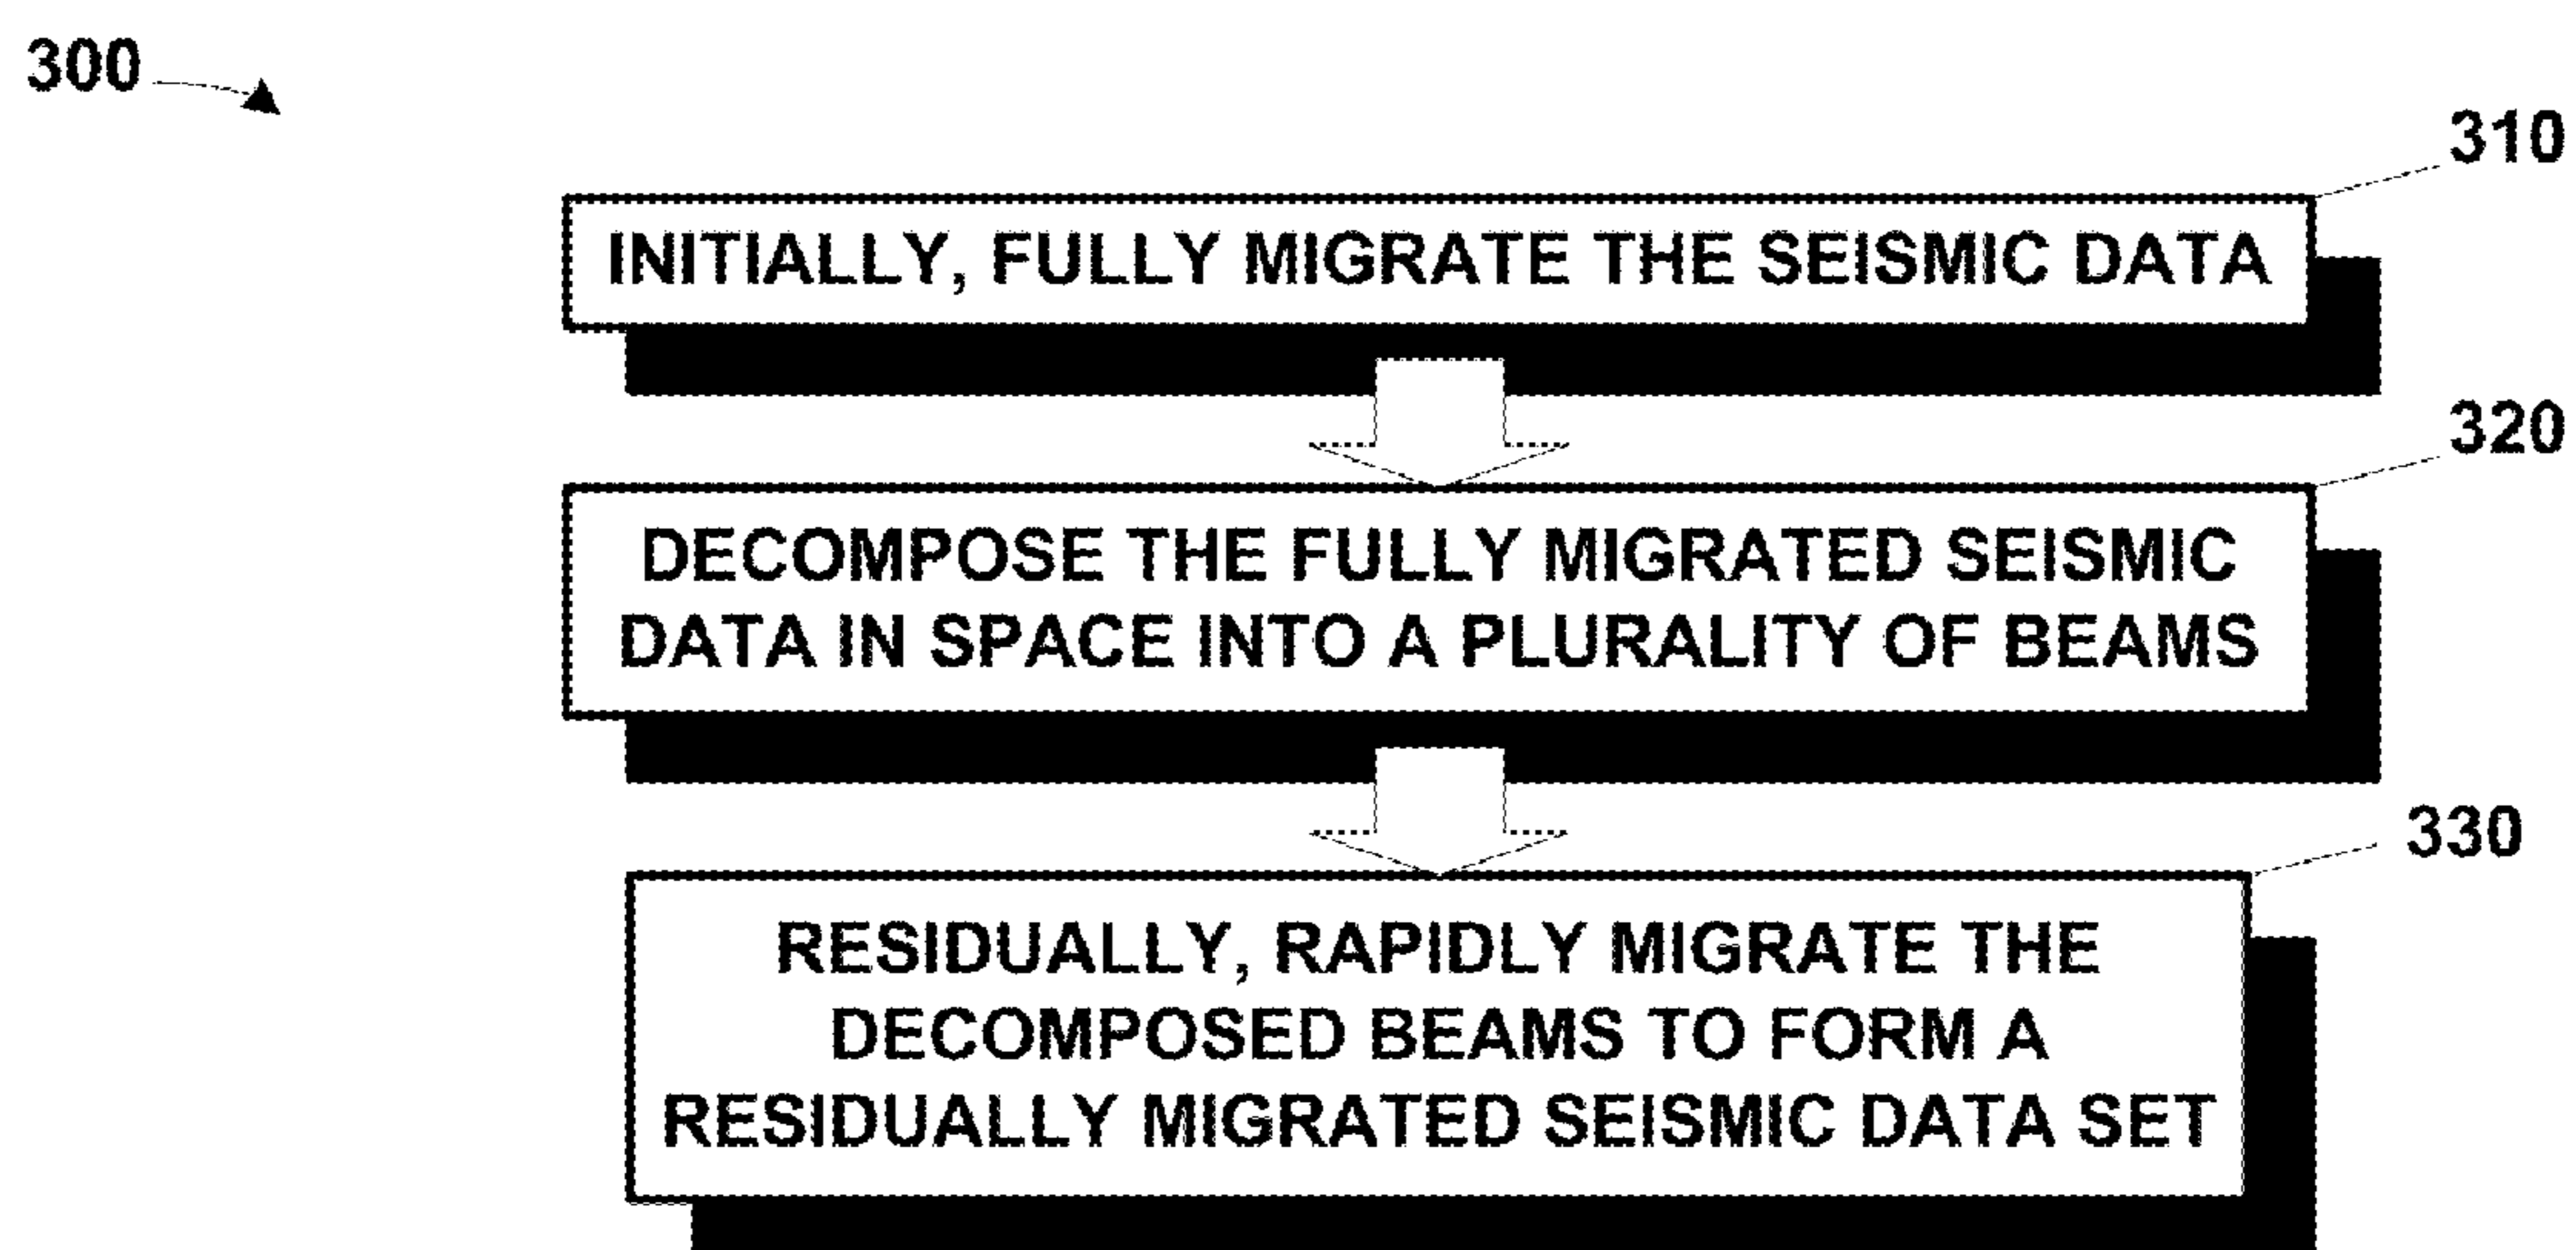 300
310
INITIALLY, FULLY MIGRATE THE SEISMIC DATA
320
DECOMPOSE THE FULLY MIGRATED SEISMIC
DATA IN SPACE INTO A PLURALITY OF BEAMS
330
RESIDUALLY, RAPIDLY MIGRATE THE
DECOMPOSED BEAMS TO FORM A
RESIDUALLY MIGRATED SEISMIC DATA SET